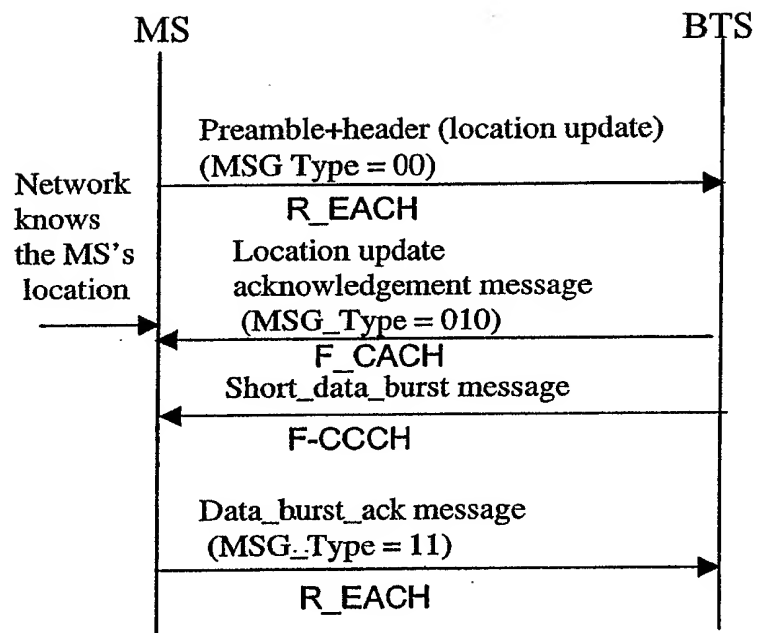 MS
BTS
Preamble+header (location update)
(MSG Type = 00)
R_EACH
Network
knows
the MS's
location
Location update
acknowledgement message
(MSG_Type = 010)
F_CACH
Short_data_burst message
F-CCCH
Data_burst_ack message
(MSG_Type = 11)
R_EACH